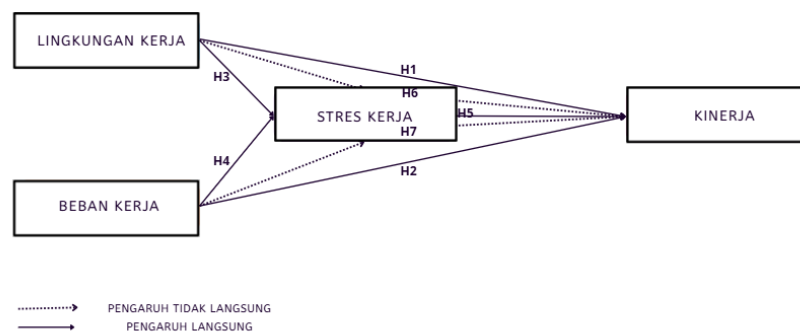 LINGKUNGAN KERJA
H1
H3
H6
STRES KERJA
H5
KINERJA
H7
H4
H2
BEBAN KERJA
PENGARUH TIDAK LANGSUNG
PENGARUH LANGSUNG